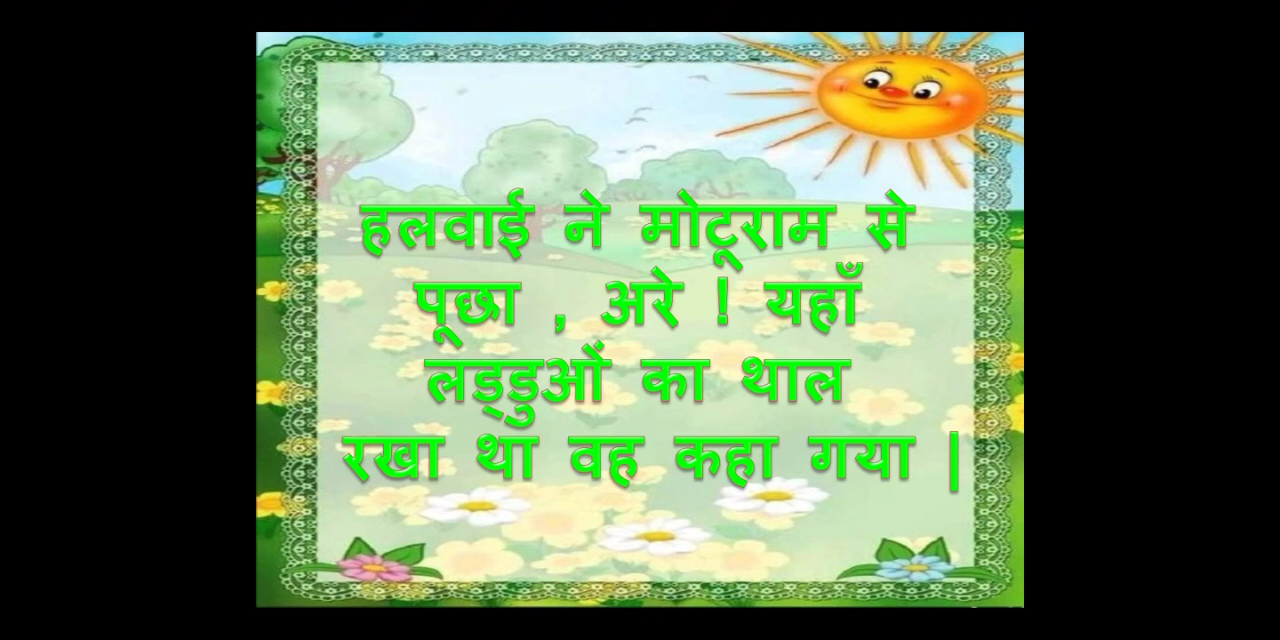 हलवाई ने मोटूराम से
पूछा , अरे ! यहाँ
लड्डुओं का थाल
रखा था वह कहा गया |